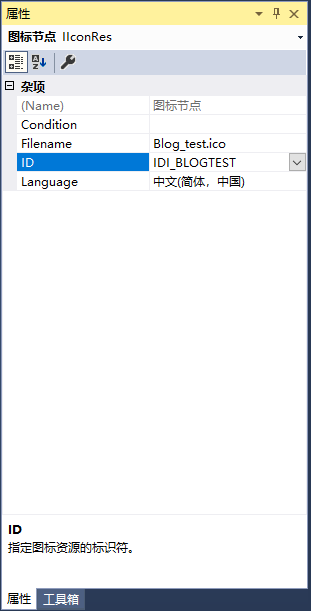 属性
图标节点 IIconRes
杂项
(Name) 图标节点
Condition
Filename Blog_test.ico
ID IDI_BLOGTEST
Language 中文(简体，中国)
ID
指定图标资源的标识符。
属性 工具箱